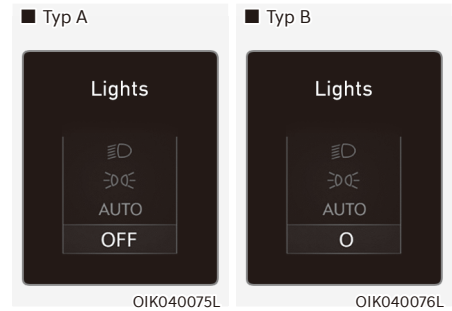 ■ Typ A
Lights
AUTO
OFF
OIK040075L
■ Typ B
Lights
AUTO
O
OIK040076L